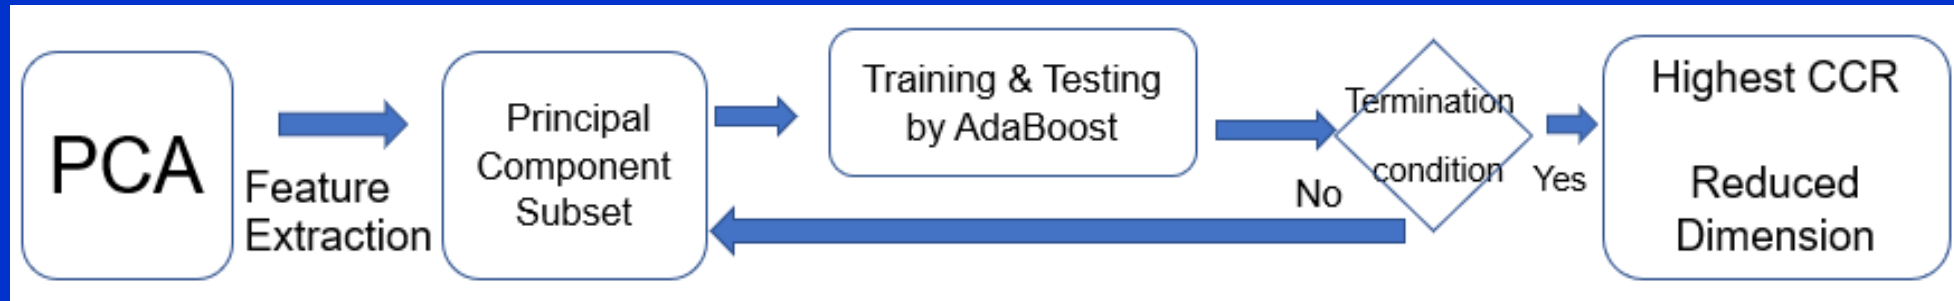 PCA
Feature
Extraction
Principal
Component
Subset
Training & Testing
by AdaBoost
Termination
condition
No
Yes
Highest CCR
Reduced
Dimension